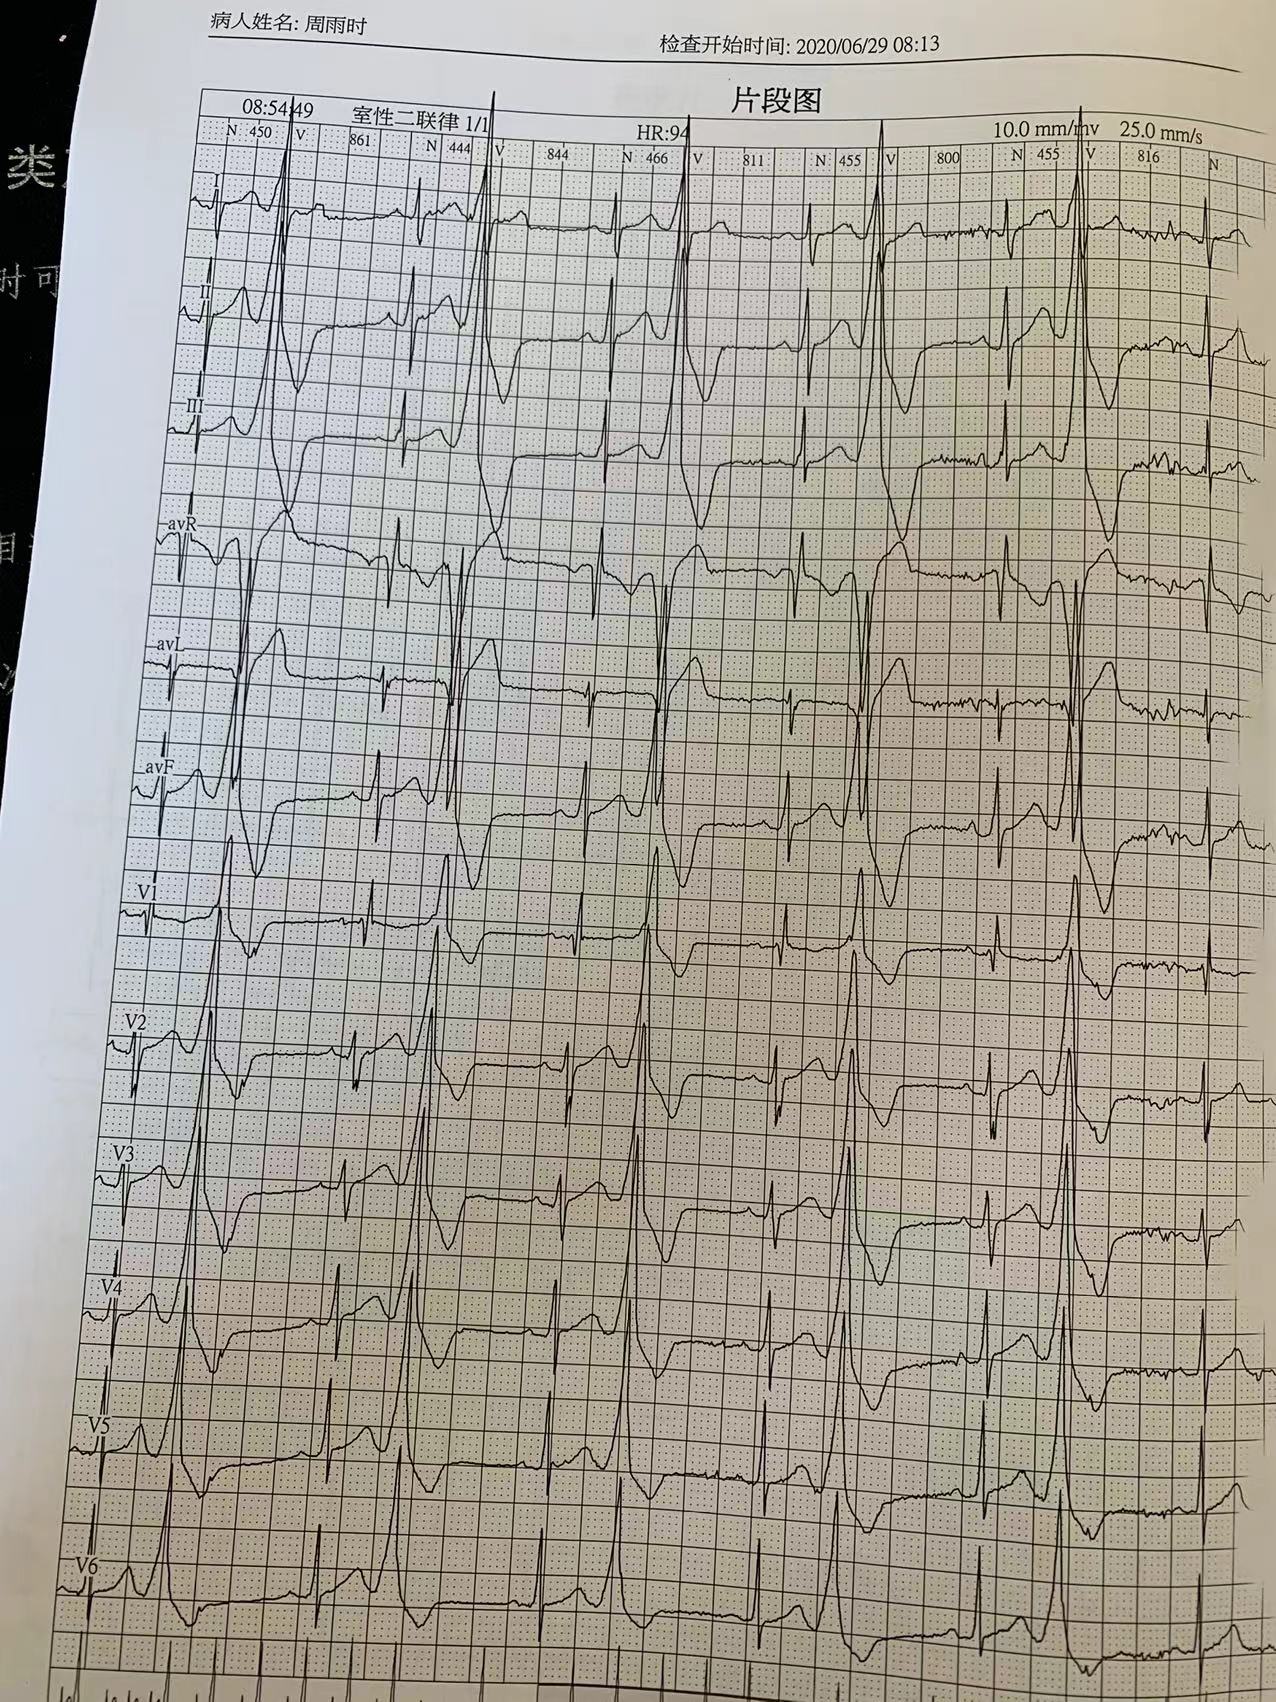 病人姓名: 周雨时
检查开始时间: 2020/06/29 08:13
片段图
08:54:49 室性二联律 1/1 HR:94 10.0 mm/mv 25.0 mm/s
N 450 V 861 N 444 V 844 N 466 V 811 N 455 V 800 N 455 V 816 N
类
时可
I
II
III
avR
avL
avF
V1
V2
V3
V4
V5
V6